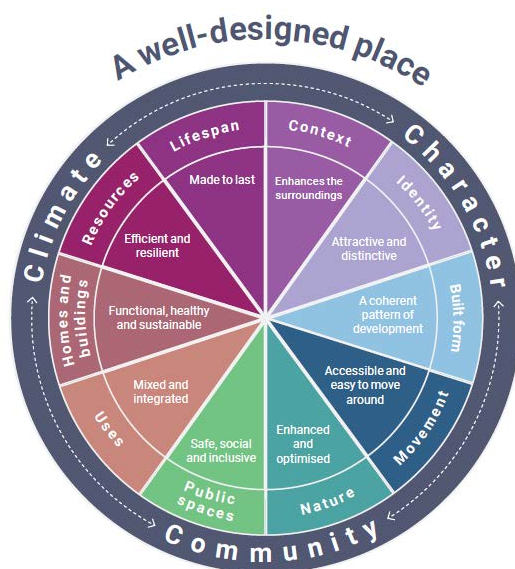 A well-designed place
Climate
Character
Community
Context
Enhances the
surroundings
Identity
Attractive and
distinctive
Built form
A coherent
pattern of
development
Movement
Accessible and
easy to move
around
Nature
Enhanced
and
optimised
Public
spaces
Safe, social
and inclusive
Uses
Mixed and
integrated
Homes and
buildings
Functional, healthy
and sustainable
Resources
Efficient and
resilient
Lifespan
Made to last